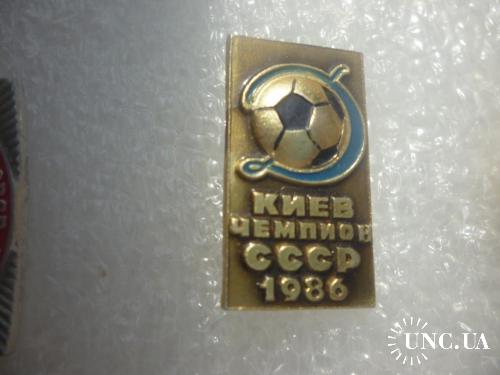 Д
КИЕВ
ЧЕМПИОН
СССР
1986
UNC.UA